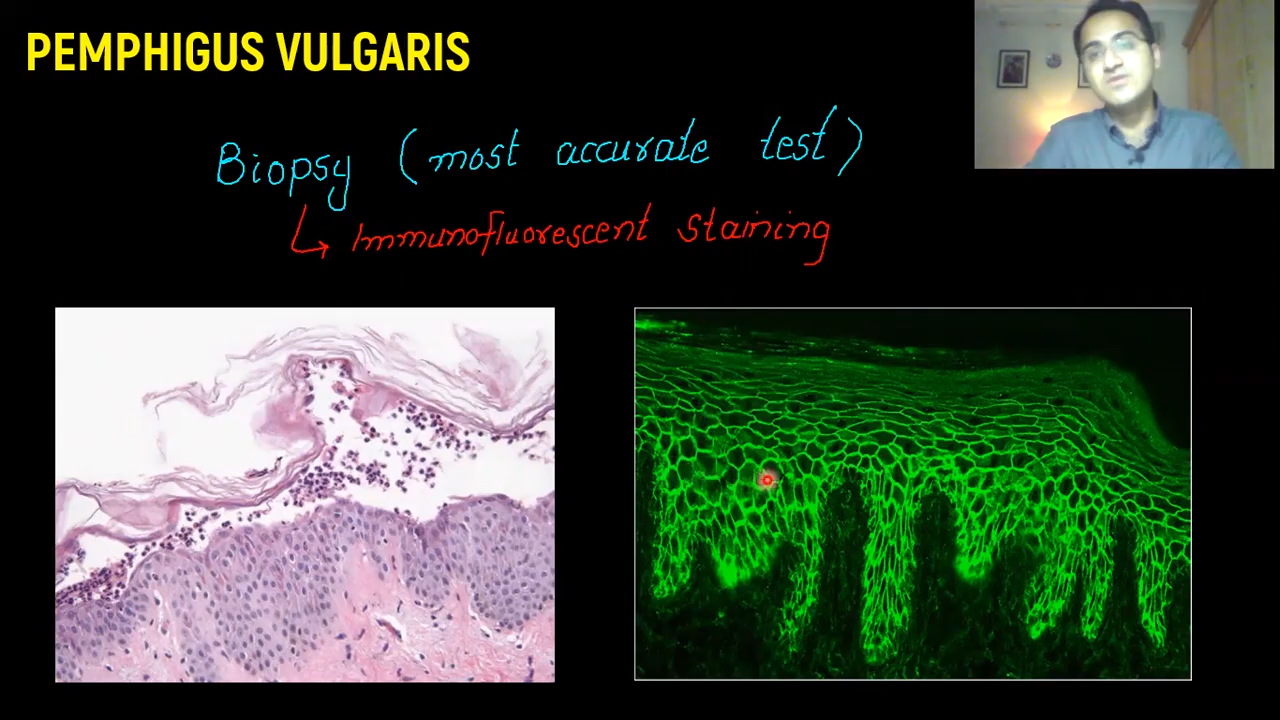 PEMPHIGUS VULGARIS
Biopsy (most accurate test)
↳ Immunofluorescent staining